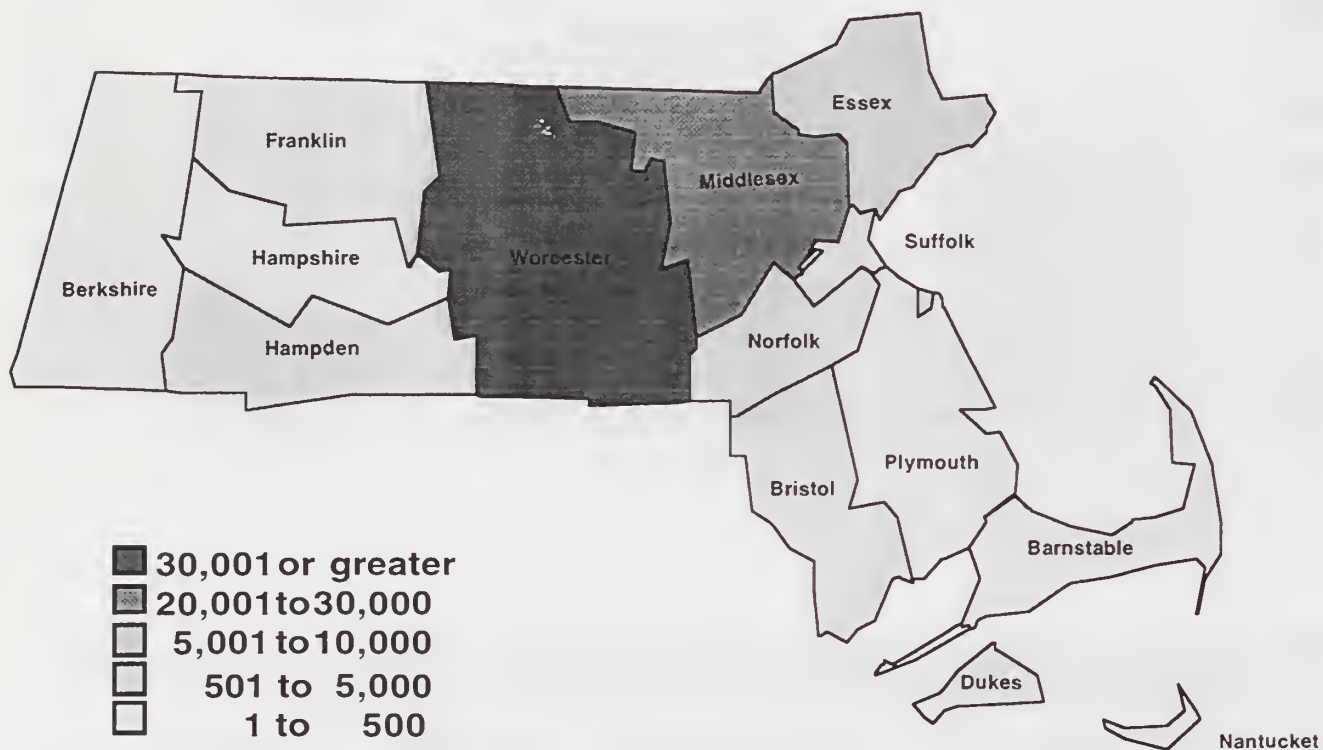 Essex
Franklin
Middlesex
Suffolk
Hampshire
Worcester
Berkshire
Norfolk
Hampden
Plymouth
Bristol
Barnstable
30,001 or greater
20,001 to 30,000
5,001 to 10,000
501 to 5,000
1 to 500
Dukes
Nantucket